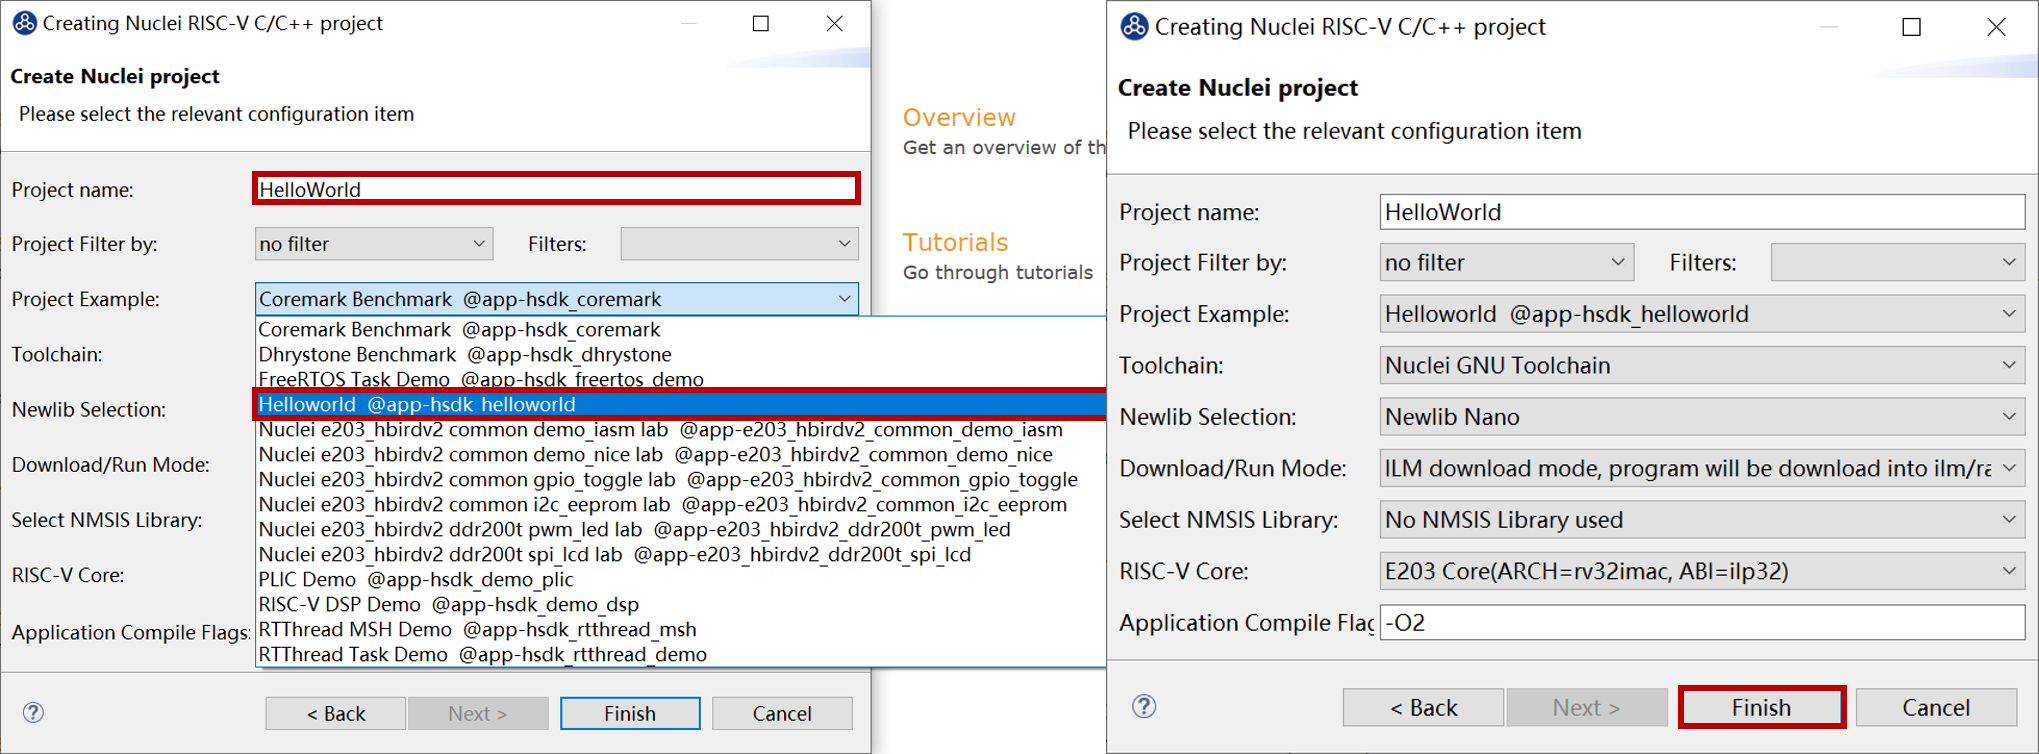 Creating Nuclei RISC-V C/C++ project
Create Nuclei project
Please select the relevant configuration item
Project name: HelloWorld
Project Filter by: no filter Filters:
Project Example: Coremark Benchmark @app-hsdk_coremark
Coremark Benchmark @app-hsdk_coremark
Toolchain: Dhrystone Benchmark @app-hsdk_dhrystone
FreeRTOS Task Demo @app-hsdk_freertos_demo
Newlib Selection: Helloworld @app-hsdk_helloworld
Nuclei e203_hbirdv2 common demo_iasm lab @app-e203_hbirdv2_common_demo_iasm
Download/Run Mode: Nuclei e203_hbirdv2 common demo_nice lab @app-e203_hbirdv2_common_demo_nice
Nuclei e203_hbirdv2 common gpio_toggle lab @app-e203_hbirdv2_common_gpio_toggle
Nuclei e203_hbirdv2 common i2c_eeprom lab @app-e203_hbirdv2_common_i2c_eeprom
Select NMSIS Library: Nuclei e203_hbirdv2 ddr200t pwm_led lab @app-e203_hbirdv2_ddr200t_pwm_led
Nuclei e203_hbirdv2 ddr200t spi_lcd lab @app-e203_hbirdv2_ddr200t_spi_lcd
RISC-V Core: PLIC Demo @app-hsdk_demo_plic
RISC-V DSP Demo @app-hsdk_demo_dsp
Application Compile Flags: RTThread MSH Demo @app-hsdk_rtthread_msh
RTThread Task Demo @app-hsdk_rtthread_demo
? < Back Next > Finish Cancel
Overview
Get an overview of th
Tutorials
Go through tutorials
Creating Nuclei RISC-V C/C++ project
Create Nuclei project
Please select the relevant configuration item
Project name: HelloWorld
Project Filter by: no filter Filters:
Project Example: Helloworld @app-hsdk_helloworld
Toolchain: Nuclei GNU Toolchain
Newlib Selection: Newlib Nano
Download/Run Mode: ILM download mode, program will be download into ilm/ra
Select NMSIS Library: No NMSIS Library used
RISC-V Core: E203 Core(ARCH=rv32imac, ABI=ilp32)
Application Compile Flag -O2
? < Back Next > Finish Cancel